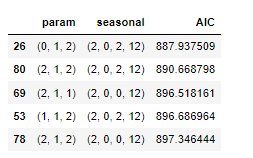 param seasonal AIC
26 (0, 1, 2) (2, 0, 2, 12) 887.937509
80 (2, 1, 2) (2, 0, 2, 12) 890.668798
69 (2, 1, 1) (2, 0, 0, 12) 896.518161
53 (1, 1, 2) (2, 0, 2, 12) 896.686964
78 (2, 1, 2) (2, 0, 0, 12) 897.346444